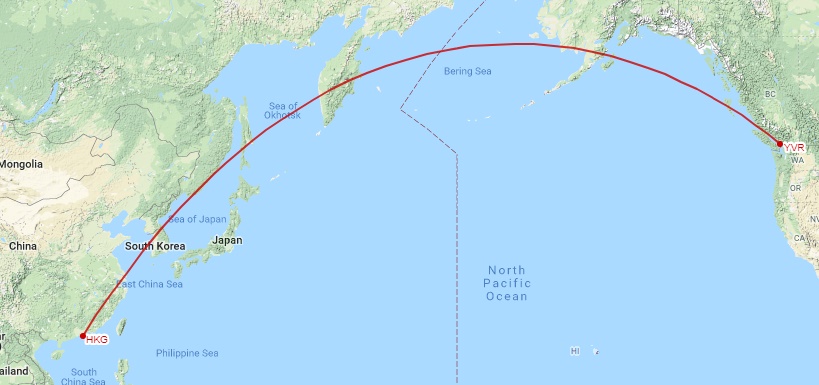 Bering Sea
BC
Sea of
Okhotsk
YVR
WA
Mongolia
OR
Sea of Japan
NV
CA
China
South Korea
Japan
North
Pacific
Ocean
East China Sea
HKG
Philippine Sea
HI
ailand
South
China Sea